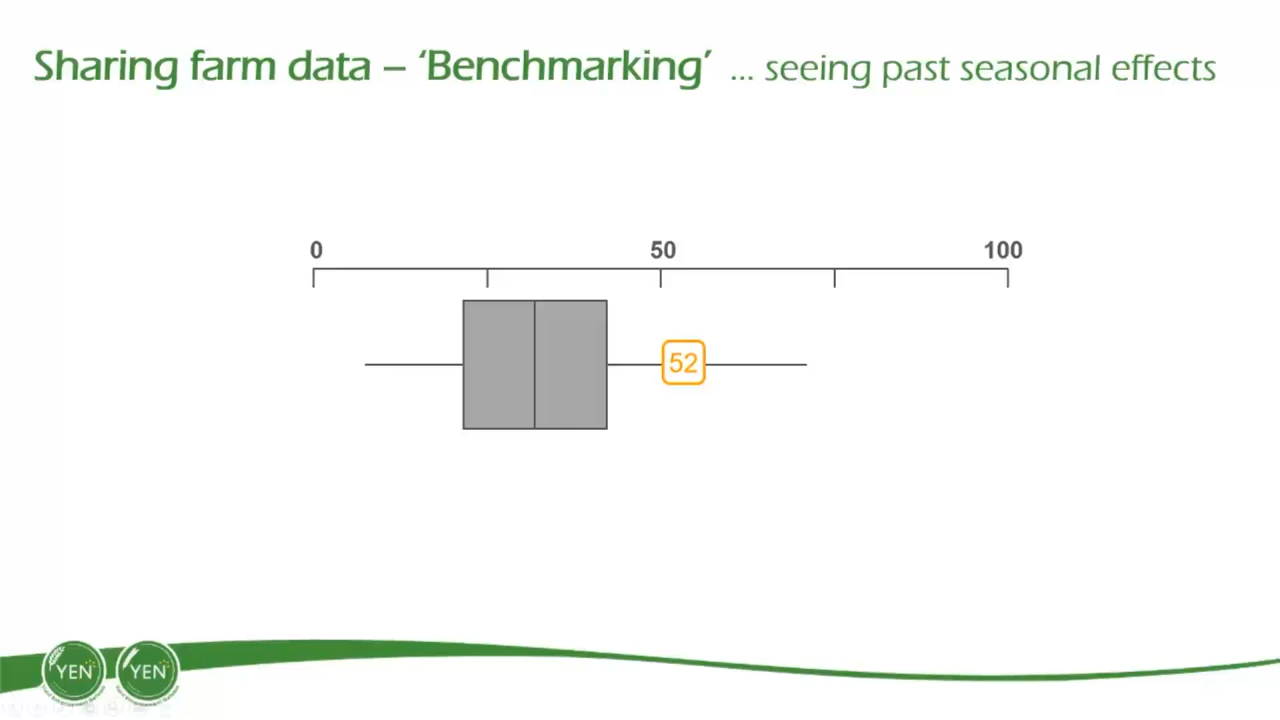 Sharing farm data – ‘Benchmarking’ ... seeing past seasonal effects
0 50 100
52
YEN YEN